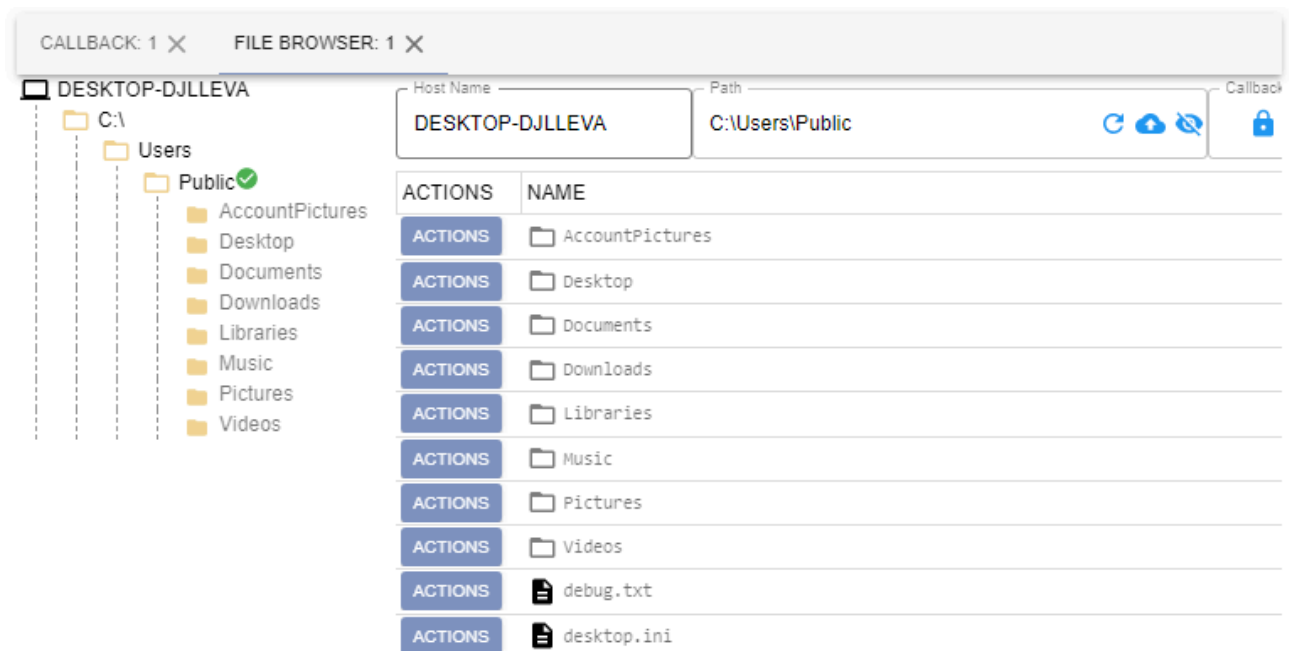 CALLBACK: 1 FILE BROWSER: 1
DESKTOP-DJLLEVA
C:\
Users
Public
AccountPictures
Desktop
Documents
Downloads
Libraries
Music
Pictures
Videos
Host Name Path Callback
DESKTOP-DJLLEVA C:\Users\Public
ACTIONS NAME
ACTIONS AccountPictures
ACTIONS Desktop
ACTIONS Documents
ACTIONS Downloads
ACTIONS Libraries
ACTIONS Music
ACTIONS Pictures
ACTIONS Videos
ACTIONS debug.txt
ACTIONS desktop.ini